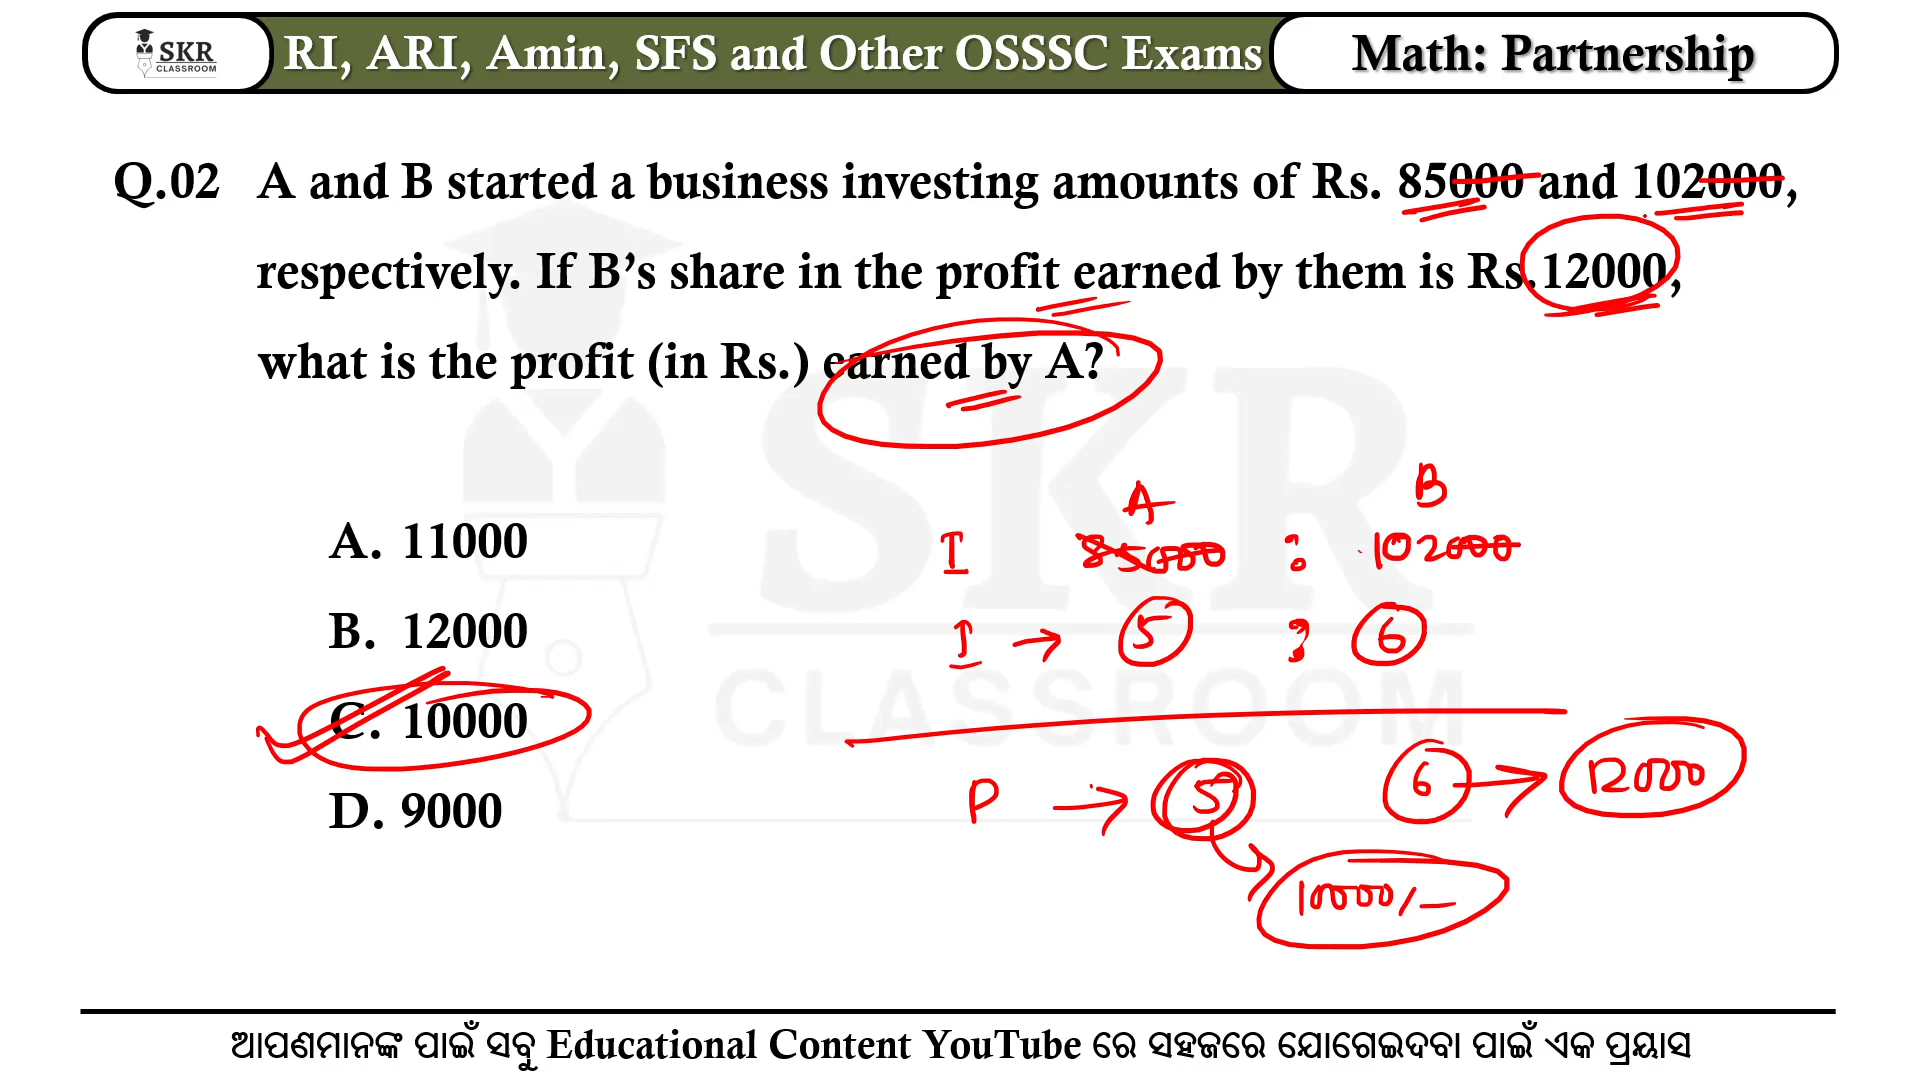 SKR
CLASSROOM
RI, ARI, Amin, SFS and Other OSSSC Exams
Math: Partnership
Q.02 A and B started a business investing amounts of Rs. 85000 and 102000,
respectively. If B’s share in the profit earned by them is Rs.12000,
what is the profit (in Rs.) earned by A?
A. 11000
B. 12000
C. 10000
D. 9000
A B
I 85000 : 102000
I → 5 : 6
P → 5 6 → 12000
10000/-
SKR
CLASSROOM
ଆପଣମାନଙ୍କ ପାଇଁ ସବୁ Educational Content YouTube ରେ ସହଜରେ ଯୋଗେଇଦବା ପାଇଁ ଏକ ପ୍ରୟାସ